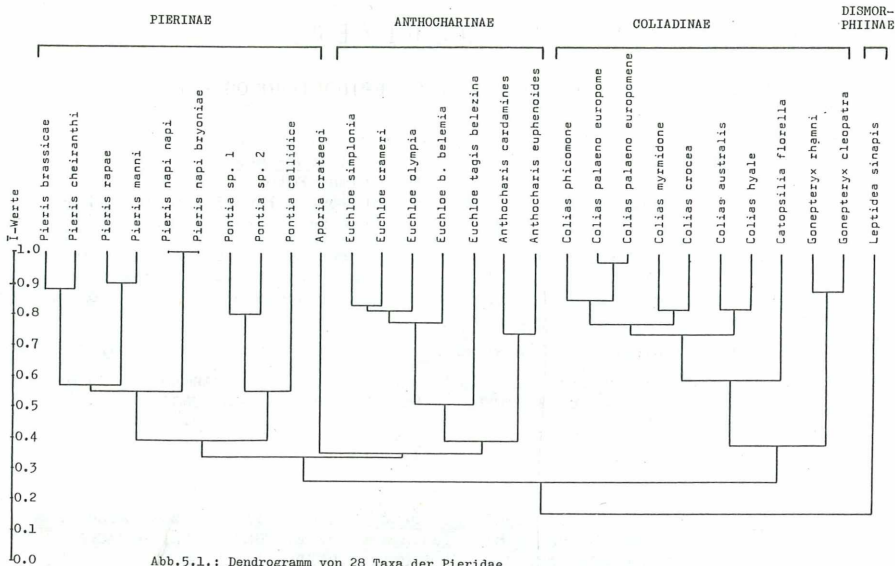 PIERINAE
ANTHOCHARINAE
COLIADINAE
DISMOR-
PHIINAE
Ī-Werte
Pieris brassicae
Pieris cheiranthi
Pieris rapae
Pieris manni
Pieris napi napi
Pieris napi bryoniae
Pontia sp. 1
Pontia sp. 2
Pontia callidice
Aporia crataegi
Euchloe simplonia
Euchloe crameri
Euchloe olympia
Euchloe b. belemia
Euchloe tagis belezina
Anthocharis cardamines
Anthocharis euphenoides
Colias phicomone
Colias palaeno europome
Colias palaeno europomene
Colias myrmidone
Colias crocea
Colias australis
Colias hyale
Catopsilia florella
Gonepteryx rhamni
Gonepteryx cleopatra
Leptidea sinapis
1.0
0.9
0.8
0.7
0.6
0.5
0.4
0.3
0.2
0.1
0.0
Abb.5.1.: Dendrogramm von 28 Taxa der Pieridae